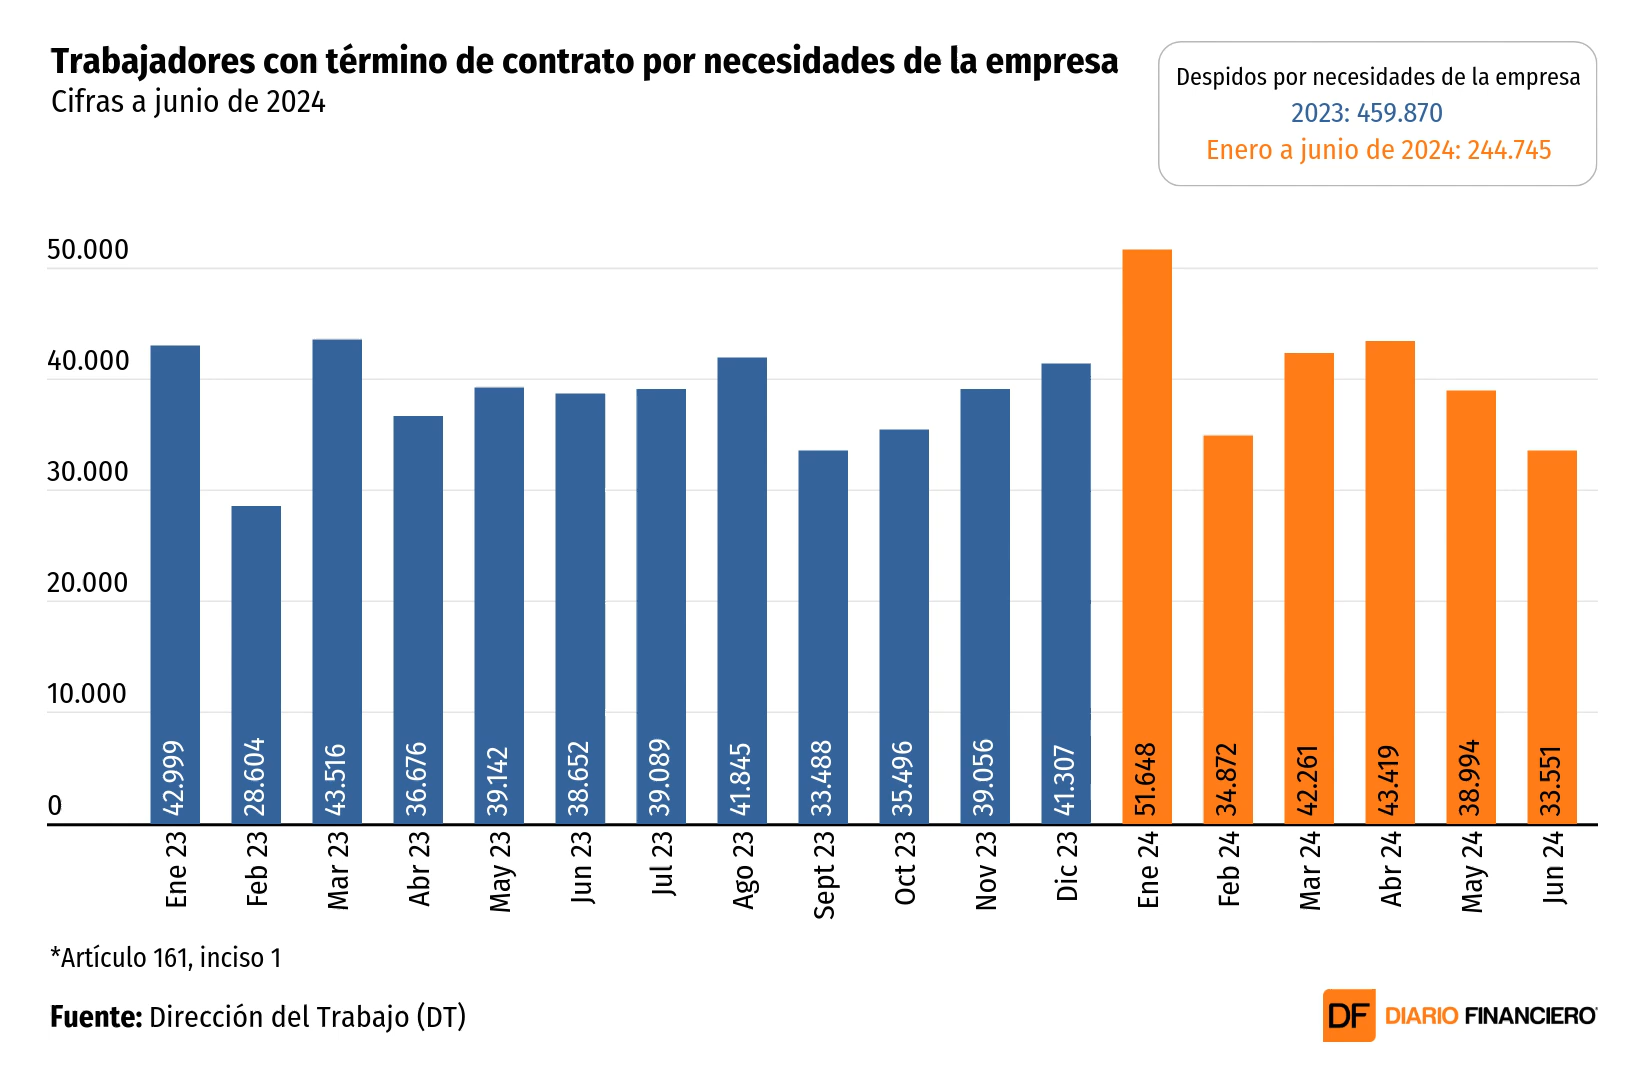 Trabajadores con término de contrato por necesidades de la empresa
Cifras a junio de 2024
Despidos por necesidades de la empresa
2023: 459.870
Enero a junio de 2024: 244.745
50.000
40.000
30.000
20.000
10.000
0
42.999
28.604
43.516
36.676
39.142
38.652
39.089
41.845
33.488
35.496
39.056
41.307
51.648
34.872
42.261
43.419
38.994
33.551
Ene 23
Feb 23
Mar 23
Abr 23
May 23
Jun 23
Jul 23
Ago 23
Sept 23
Oct 23
Nov 23
Dic 23
Ene 24
Feb 24
Mar 24
Abr 24
May 24
Jun 24
*Artículo 161, inciso 1
Fuente: Dirección del Trabajo (DT)
DF DIARIO FINANCIERO